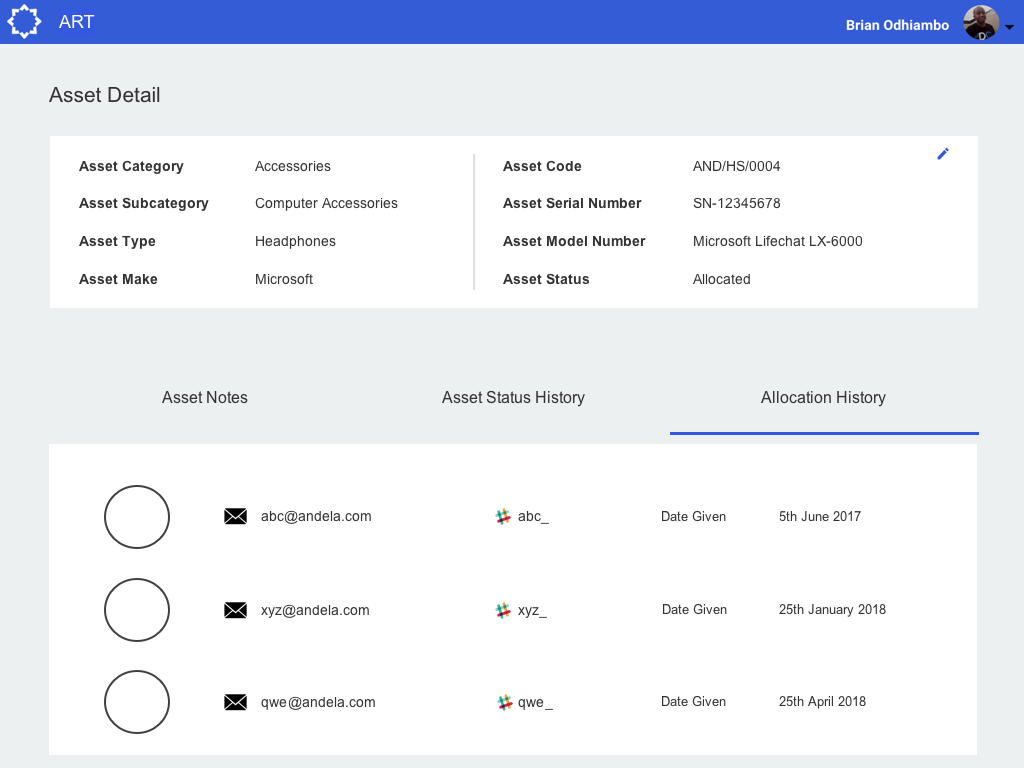 ART
Brian Odhiambo
Asset Detail
Asset Category Accessories Asset Code AND/HS/0004
Asset Subcategory Computer Accessories Asset Serial Number SN-12345678
Asset Type Headphones Asset Model Number Microsoft Lifechat LX-6000
Asset Make Microsoft Asset Status Allocated
Asset Notes Asset Status History Allocation History
abc@andela.com abc_ Date Given 5th June 2017
xyz@andela.com xyz_ Date Given 25th January 2018
qwe@andela.com qwe_ Date Given 25th April 2018